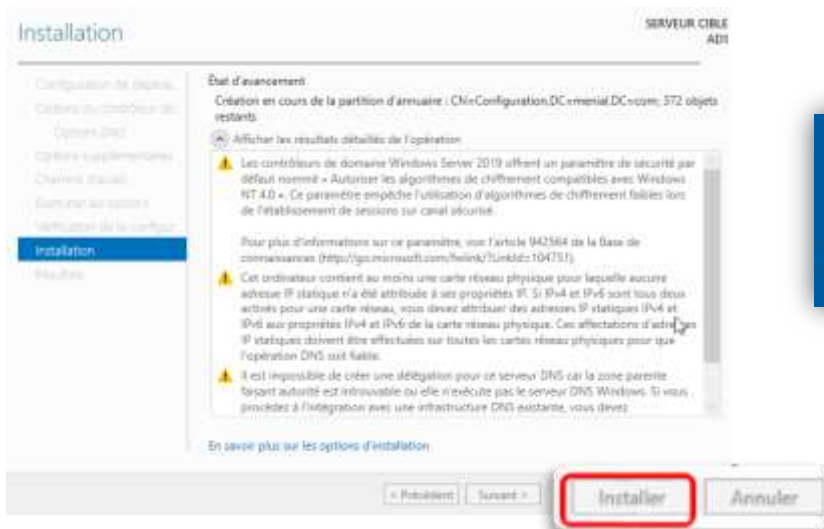 Installation
SERVEUR CIBLE
AD1
Configuration de déploie...
Options du contrôleur de...
Options DNS
Options supplémentaires
Chemins d'accès
Examiner les options
Vérification de la configur...
Installation
Résultats
État d'avancement
Création en cours de la partition d'annuaire : CN=Configuration,DC=menial,DC=com; 372 objets
restants
Afficher les résultats détaillés de l'opération
Les contrôleurs de domaine Windows Server 2019 offrent un paramètre de sécurité par
défaut nommé « Autoriser les algorithmes de chiffrement compatibles avec Windows
NT 4.0 ». Ce paramètre empêche l'utilisation d'algorithmes de chiffrement faibles lors
de l'établissement de sessions sur canal sécurisé.
Pour plus d'informations sur ce paramètre, voir l'article 942564 de la Base de
connaissances (http://go.microsoft.com/fwlink/?LinkId=104751).
Cet ordinateur contient au moins une carte réseau physique pour laquelle aucune
adresse IP statique n'a été attribuée à ses propriétés IP. Si IPv4 et IPv6 sont tous deux
activés pour une carte réseau, vous devez attribuer des adresses IP statiques IPv4 et
IPv6 aux propriétés IPv4 et IPv6 de la carte réseau physique. Ces affectations d'adresses
IP statiques doivent être effectuées sur toutes les cartes réseau physiques pour que
l'opération DNS soit fiable.
Il est impossible de créer une délégation pour ce serveur DNS car la zone parente
faisant autorité est introuvable ou elle n'exécute pas le serveur DNS Windows. Si vous
procédez à l'intégration avec une infrastructure DNS existante, vous devez
En savoir plus sur les options d'installation
< Précédent
Suivant >
Installer
Annuler